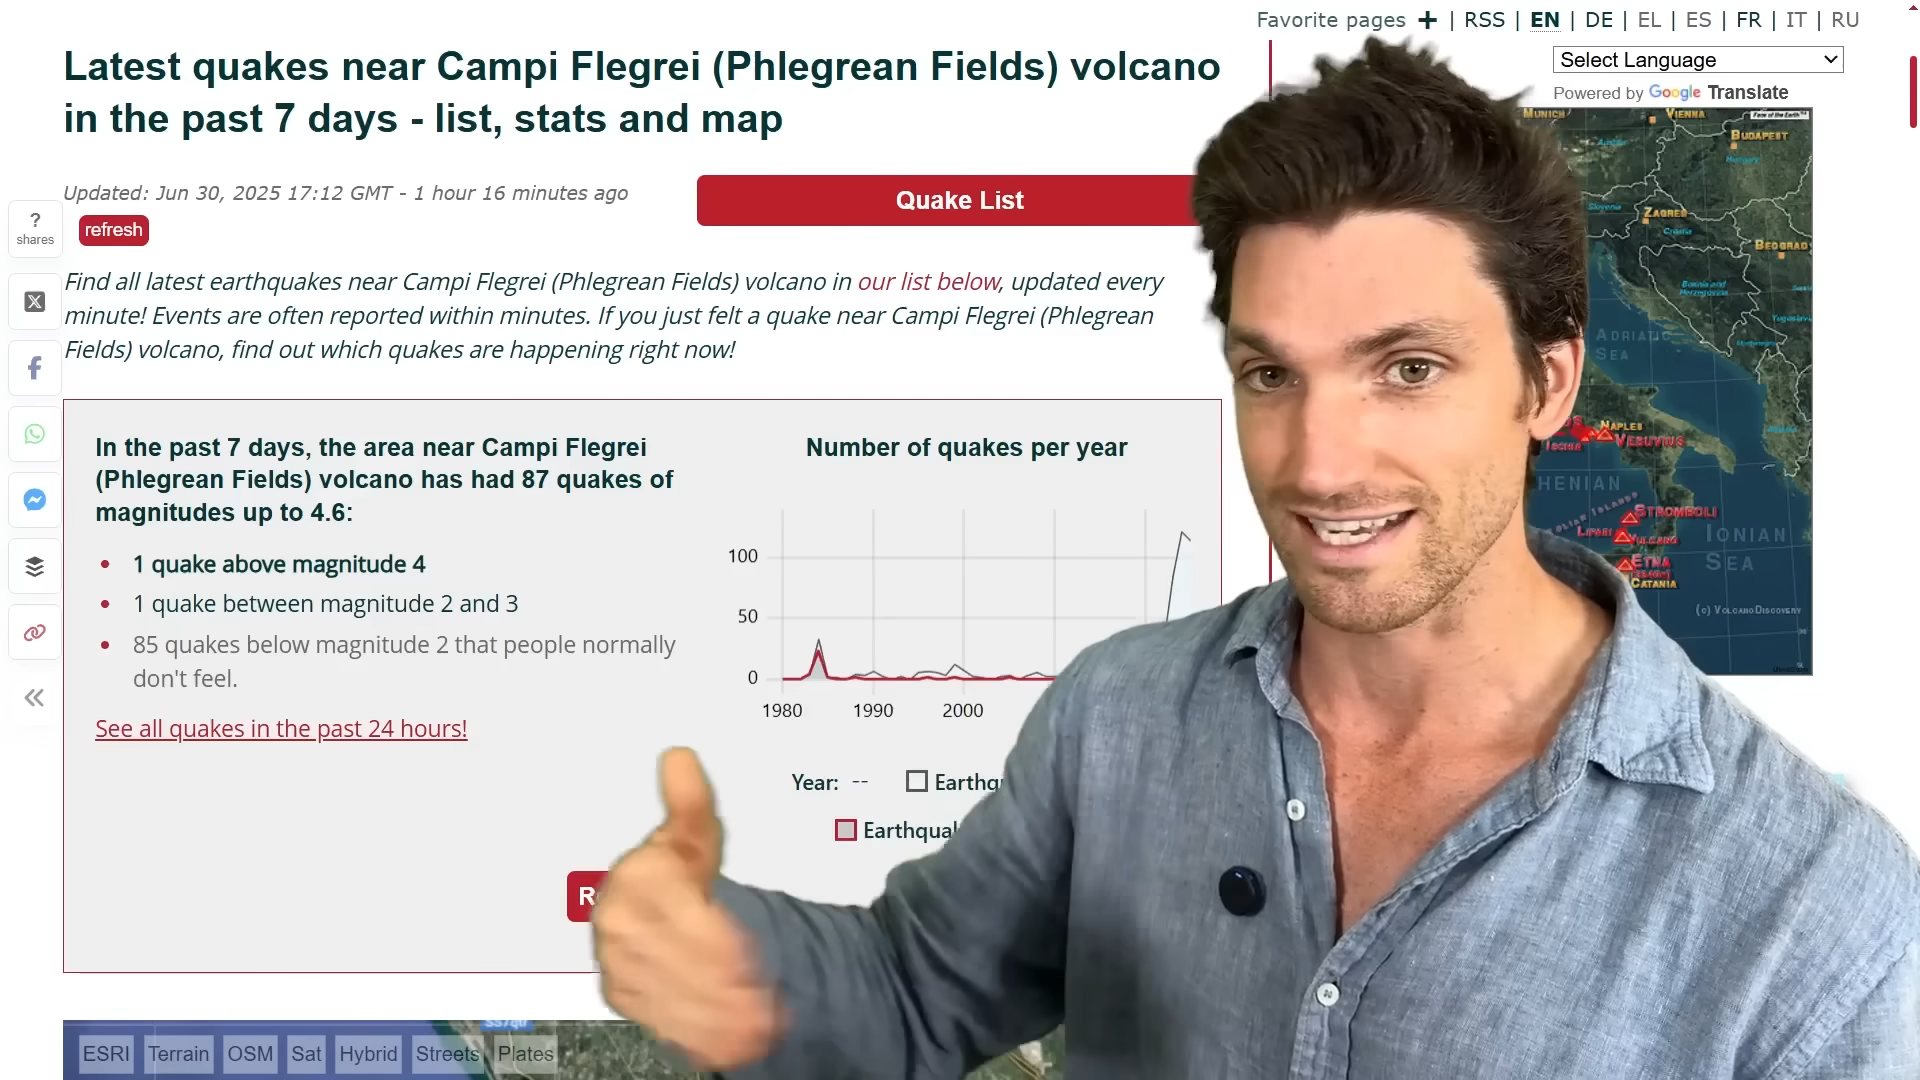 Favorite pages + | RSS | EN | DE | EL | ES | FR | IT | RU
Latest quakes near Campi Flegrei (Phlegrean Fields) volcano
in the past 7 days - list, stats and map
Select Language
Powered by Google Translate
Updated: Jun 30, 2025 17:12 GMT - 1 hour 16 minutes ago
refresh
Quake List
?
shares
Find all latest earthquakes near Campi Flegrei (Phlegrean Fields) volcano in our list below, updated every
minute! Events are often reported within minutes. If you just felt a quake near Campi Flegrei (Phlegrean
Fields) volcano, find out which quakes are happening right now!
In the past 7 days, the area near Campi Flegrei
(Phlegrean Fields) volcano has had 87 quakes of
magnitudes up to 4.6:
1 quake above magnitude 4
1 quake between magnitude 2 and 3
85 quakes below magnitude 2 that people normally
don't feel.
See all quakes in the past 24 hours!
Number of quakes per year
100
50
0
1980 1990 2000
Year: --
Earthq
Earthqua
R
ESRI Terrain OSM Sat Hybrid Streets Plates
Munich
Vienna
Budapest
Hungary
Slovenia
Zagreb
Croatia
Beograd
Bosnia and
Herzegovina
Adriatic
Sea
Naples
Vesuvius
Ischia
HENIAN
Stromboli
Lipari
Vulcano
Ionian
Sea
Etna
Catania
(c) VolcanoDiscovery